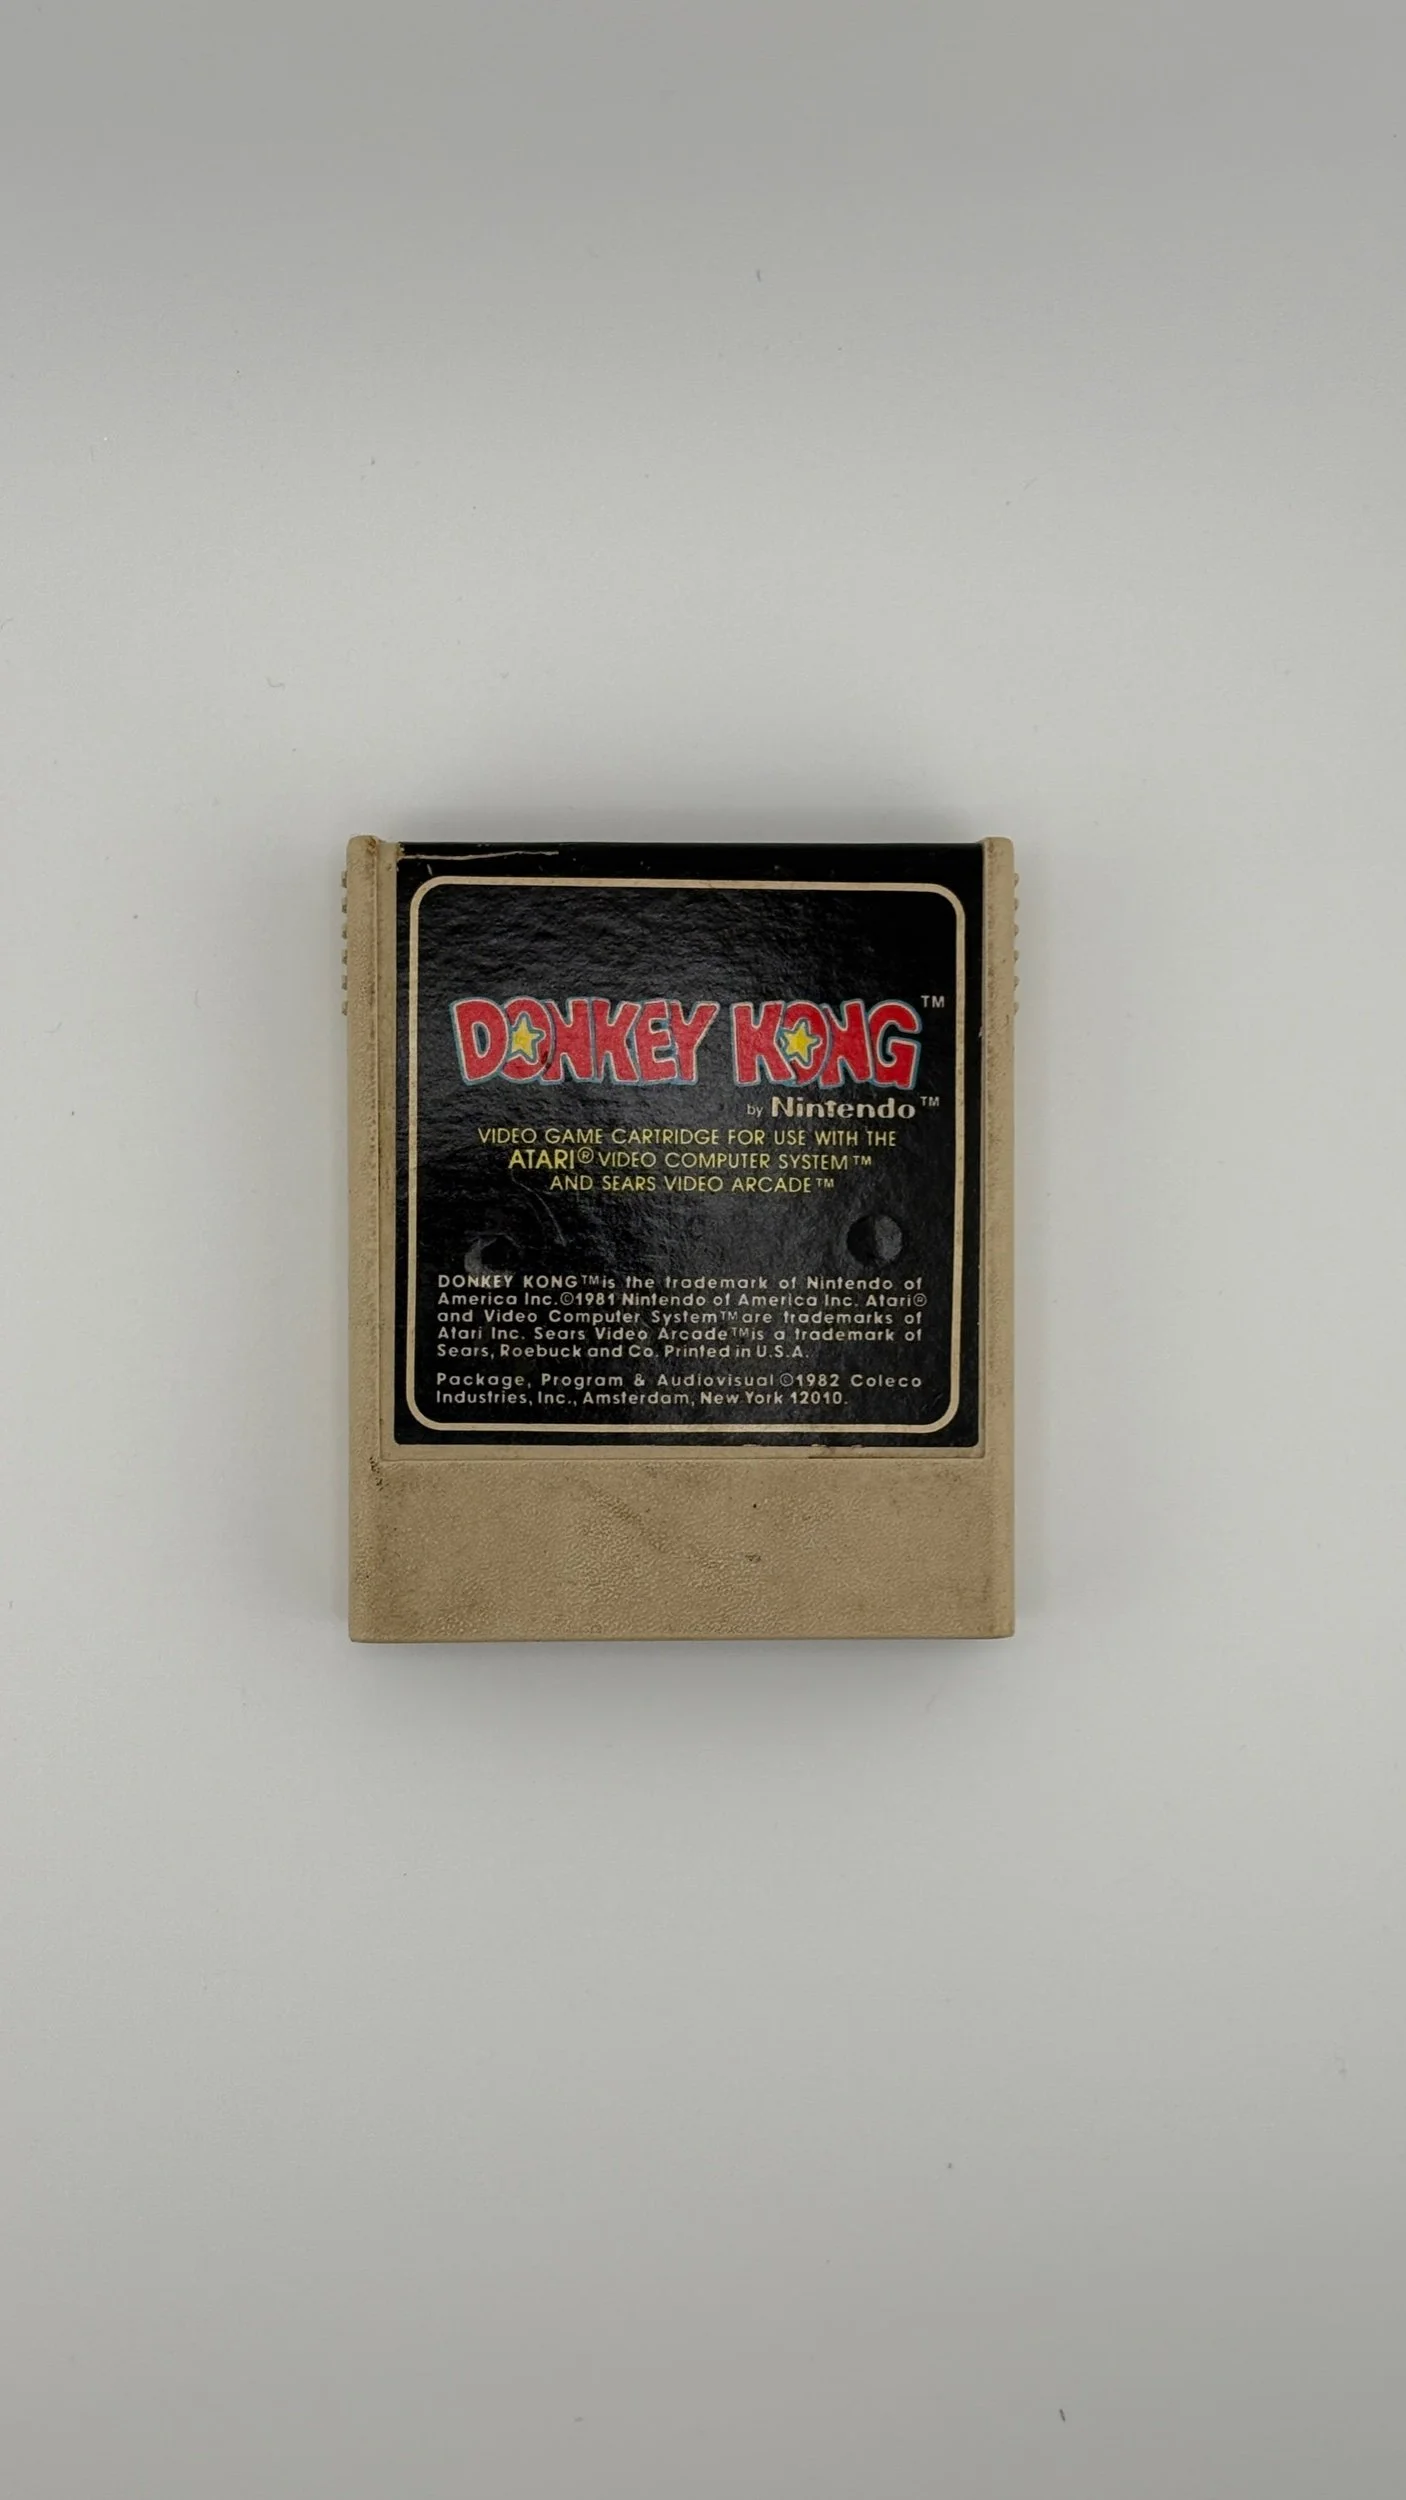 DONKEY KONG™
by Nintendo™
VIDEO GAME CARTRIDGE FOR USE WITH THE
ATARI® VIDEO COMPUTER SYSTEM™
AND SEARS VIDEO ARCADE™
DONKEY KONG™ is the trademark of Nintendo of
America Inc. ©1981 Nintendo of America Inc. Atari®
and Video Computer System™ are trademarks of
Atari Inc. Sears Video Arcade™ is a trademark of
Sears, Roebuck and Co. Printed in U.S.A.
Package, Program & Audiovisual ©1982 Coleco
Industries, Inc., Amsterdam, New York 12010.